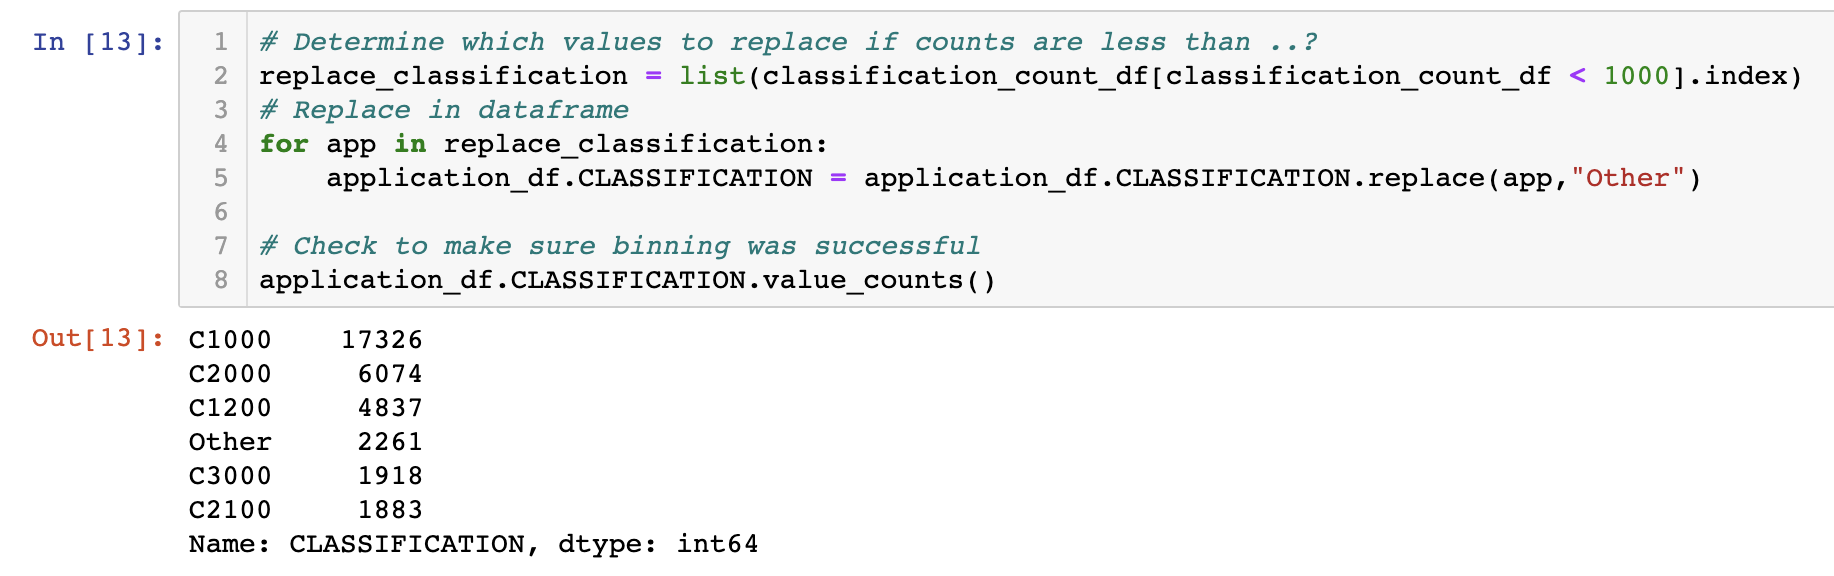 In [13]:
1 # Determine which values to replace if counts are less than ..?
2 replace_classification = list(classification_count_df[classification_count_df < 1000].index)
3 # Replace in dataframe
4 for app in replace_classification:
5     application_df.CLASSIFICATION = application_df.CLASSIFICATION.replace(app,"Other")
6
7 # Check to make sure binning was successful
8 application_df.CLASSIFICATION.value_counts()
Out[13]:
C1000    17326
C2000     6074
C1200     4837
Other     2261
C3000     1918
C2100     1883
Name: CLASSIFICATION, dtype: int64